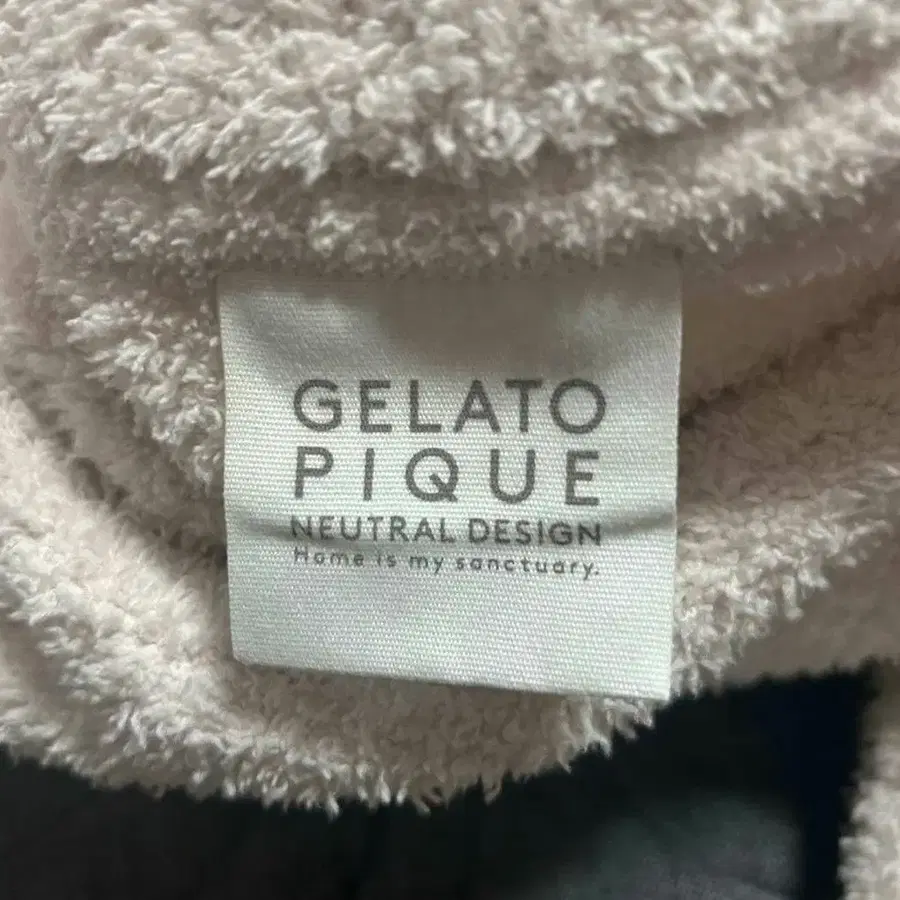 GELATO
PIQUE
NEUTRAL DESIGN
Home is my sanctuary.